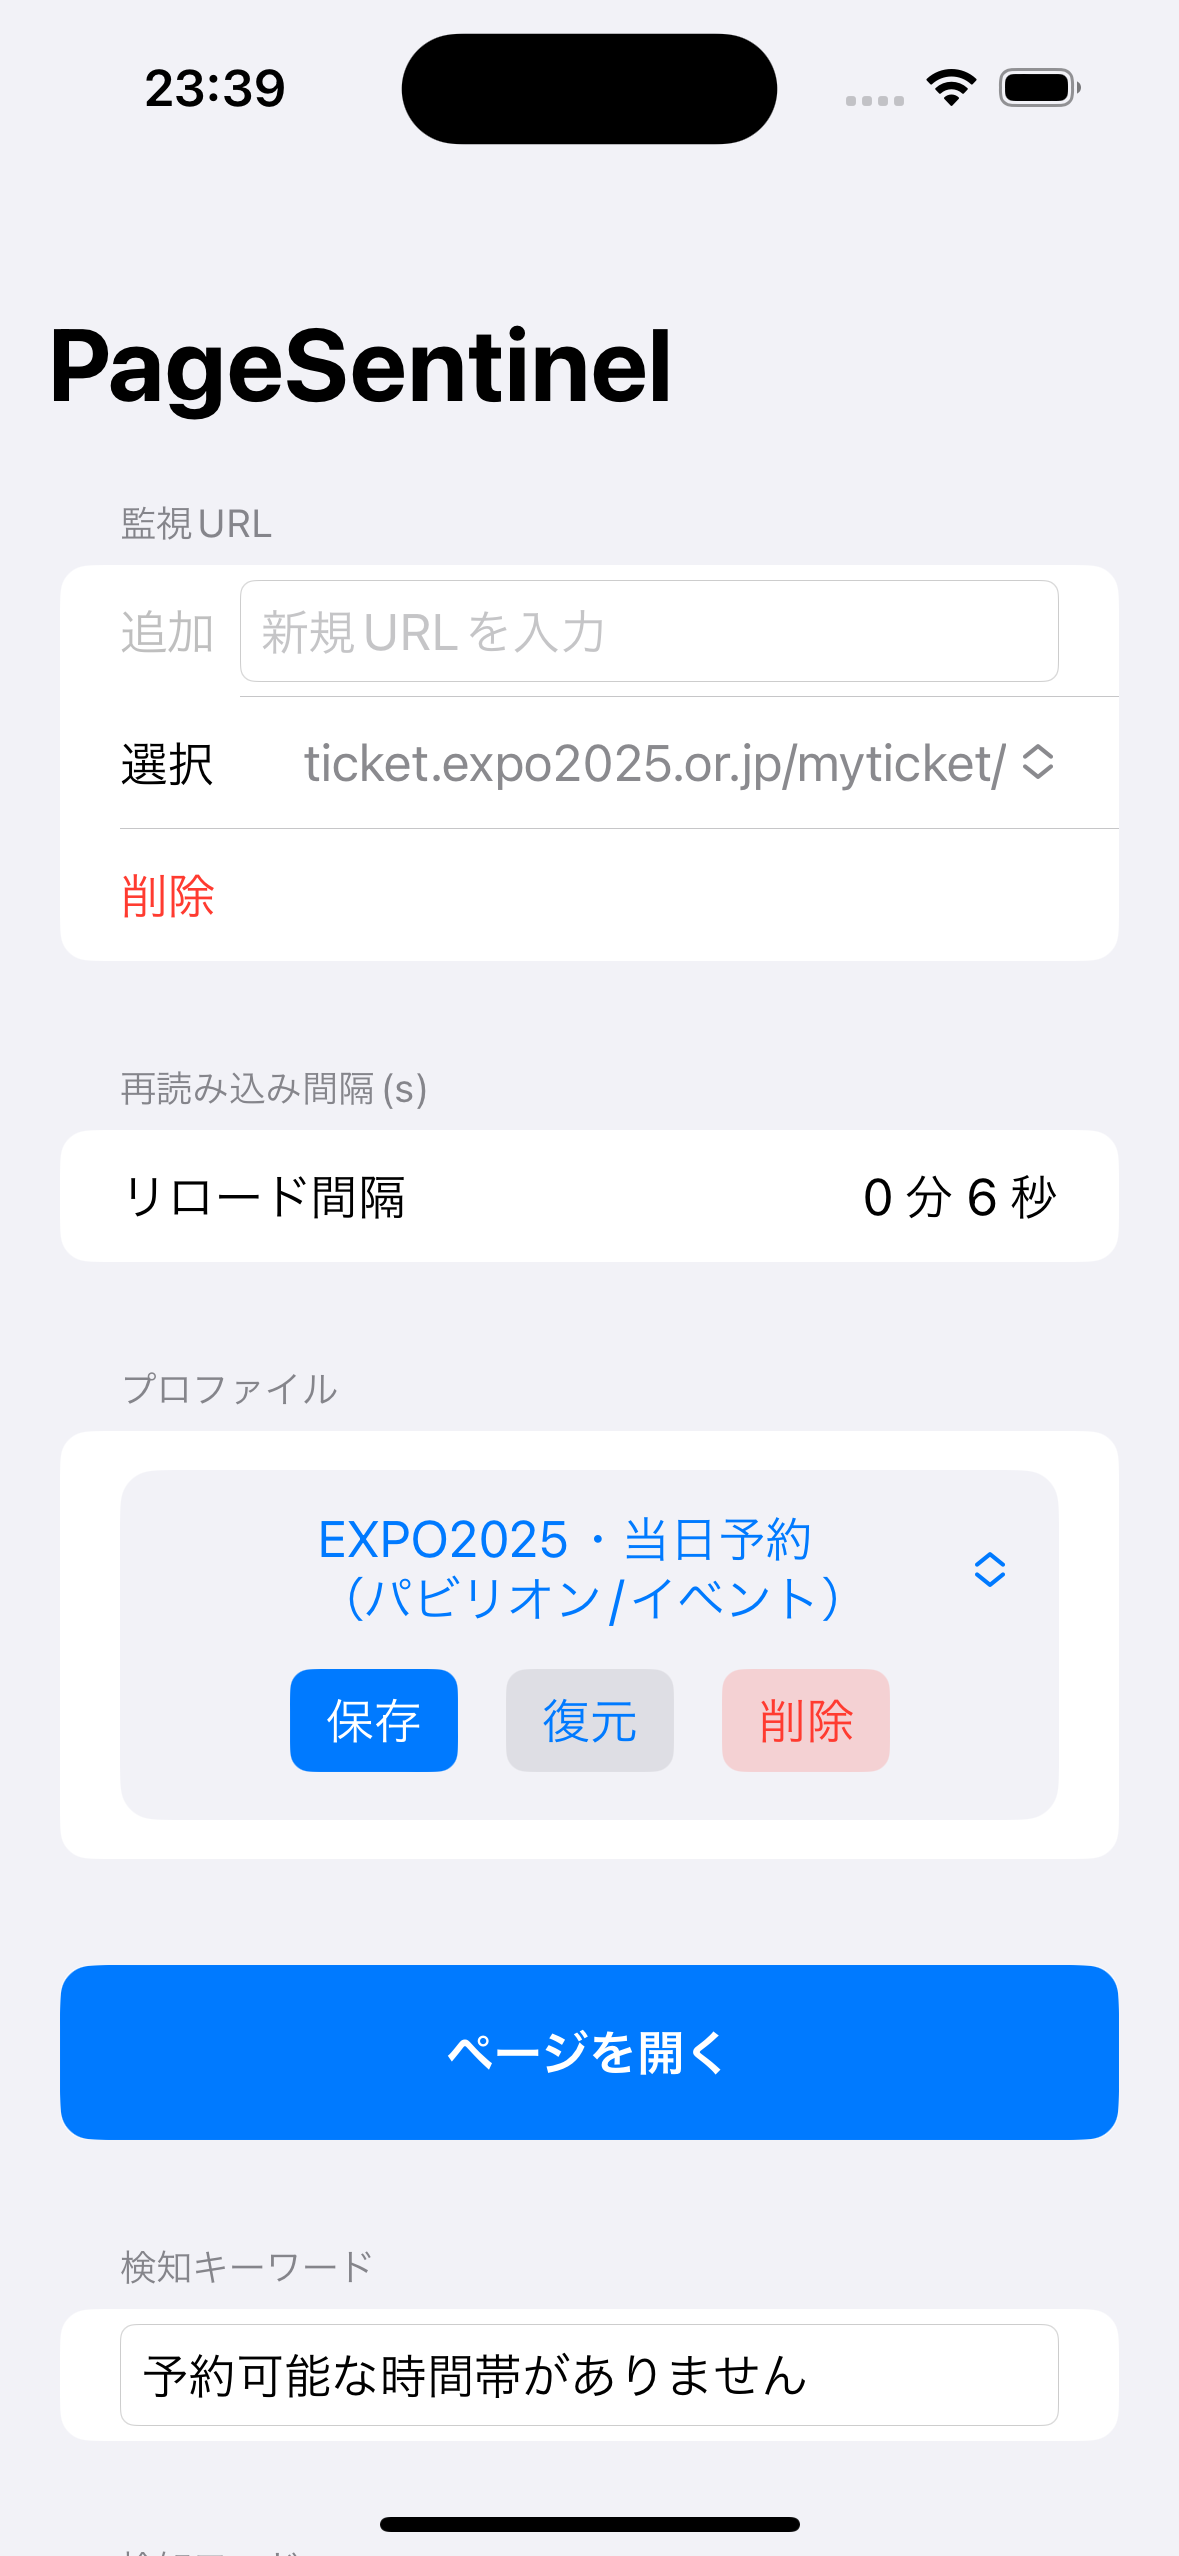 23:39
PageSentinel
監視URL
追加 新規URLを入力
選択 ticket.expo2025.or.jp/myticket/
削除
再読み込み間隔(s)
リロード間隔 0 分 6 秒
プロファイル
EXPO2025・当日予約
（パビリオン/イベント）
保存 復元 削除
ページを開く
検知キーワード
予約可能な時間帯がありません